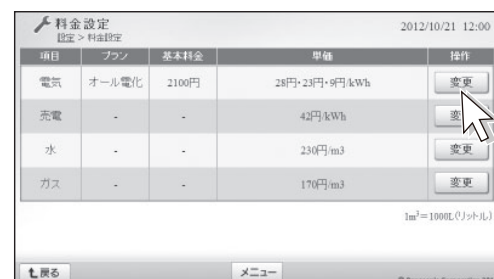 料金設定 2012/10/21 12:00
設定 > 料金設定
項目 プラン 基本料金 単価 操作
電気 オール電化 2100円 28円・23円・9円/kWh 変更
売電 - - 42円/kWh 変
水 - - 230円/m3 変更
ガス - - 170円/m3 変更
1m³=1000L(リットル)
戻る メニュー